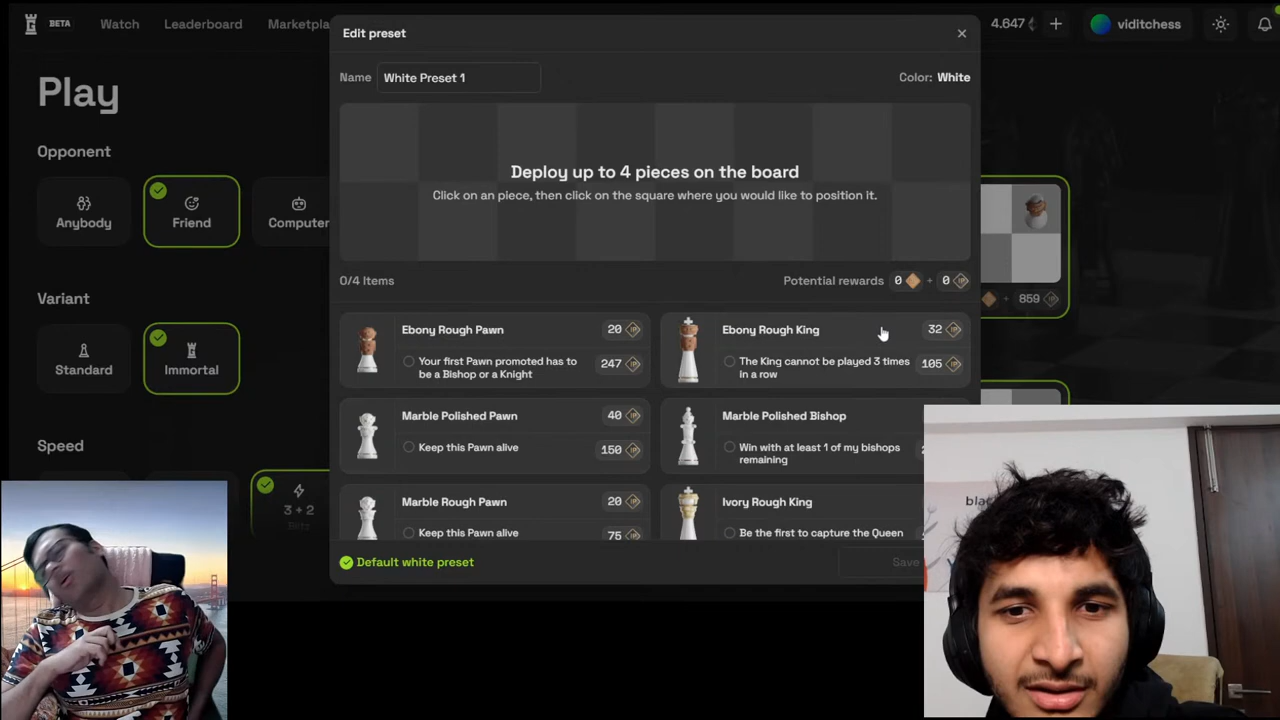 BETA
Watch
Leaderboard
Marketpla
4.647
viditchess
Edit preset
Name
White Preset 1
Color: White
Play
Opponent
Anybody
Friend
Computer
Variant
Standard
Immortal
Speed
3 + 2
Deploy up to 4 pieces on the board
Click on an piece, then click on the square where you would like to position it.
0/4 Items
Potential rewards 0 + 0
859
Ebony Rough Pawn
20
Your first Pawn promoted has to
be a Bishop or a Knight
247
Ebony Rough King
32
The King cannot be played 3 times
in a row
105
Marble Polished Pawn
40
Keep this Pawn alive
150
Marble Polished Bishop
Win with at least 1 of my bishops
remaining
Marble Rough Pawn
20
Keep this Pawn alive
75
Ivory Rough King
Be the first to capture the Queen
Default white preset
Save